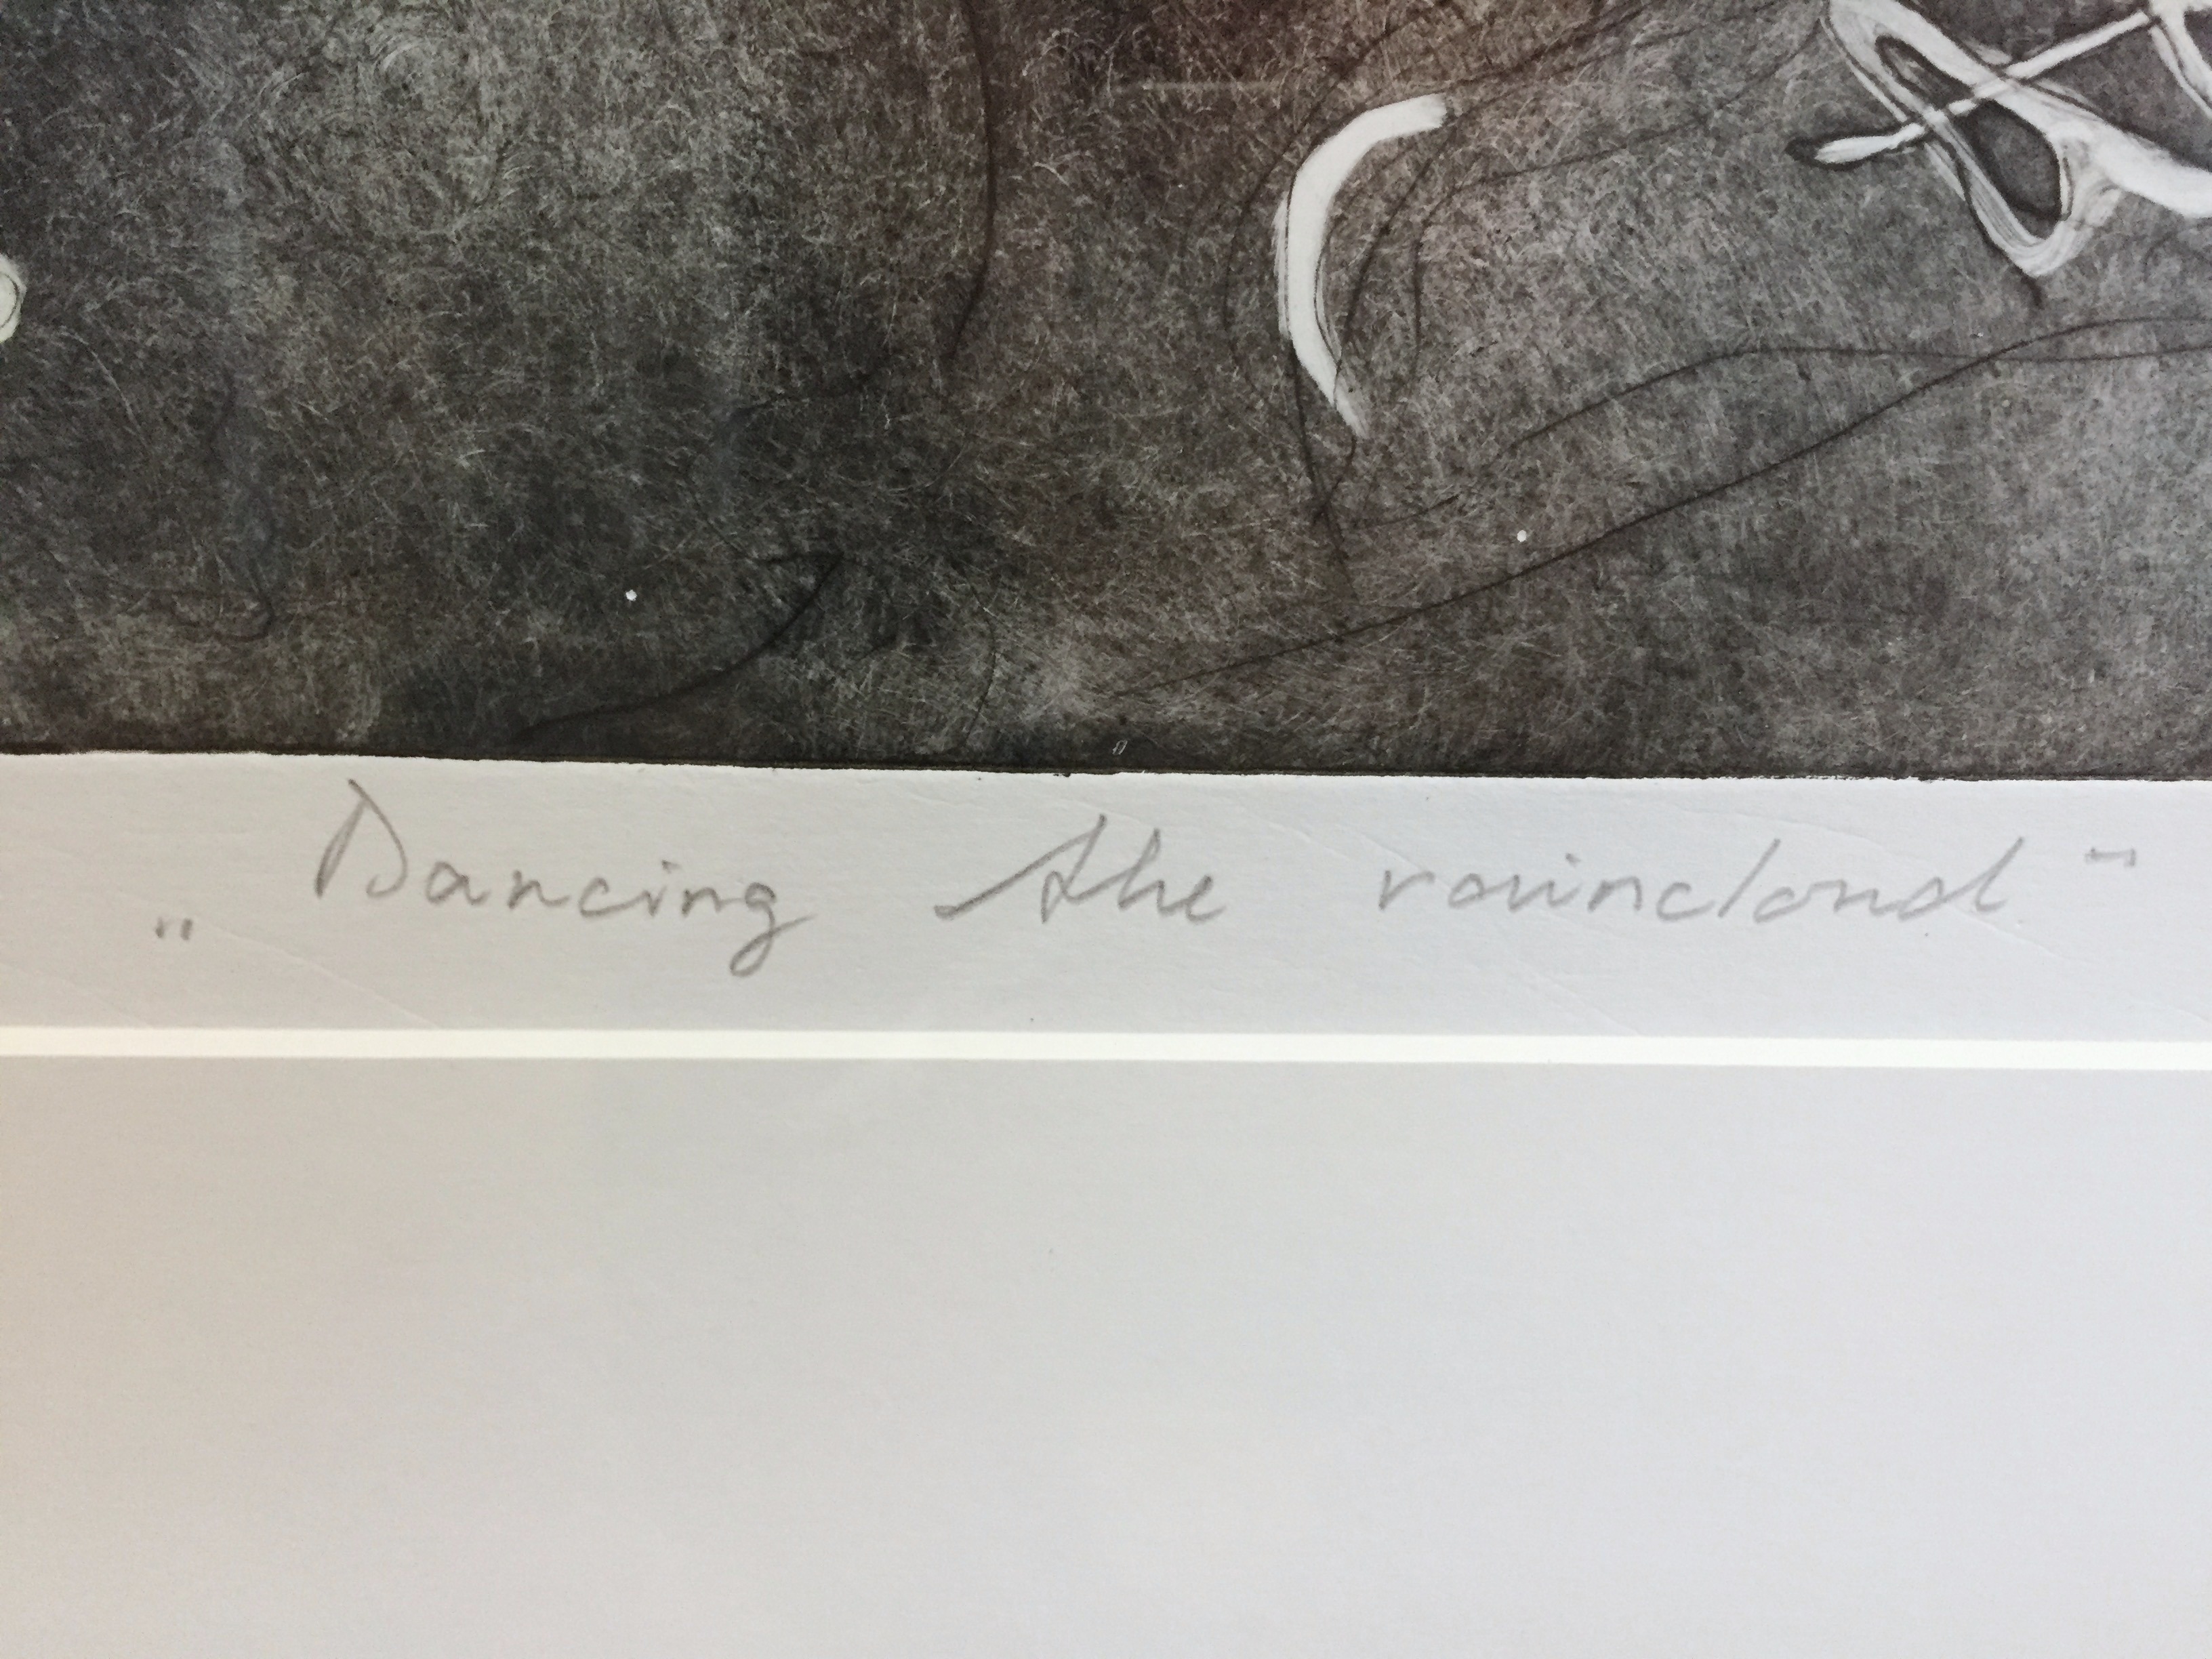 „Dancing the raincloud"